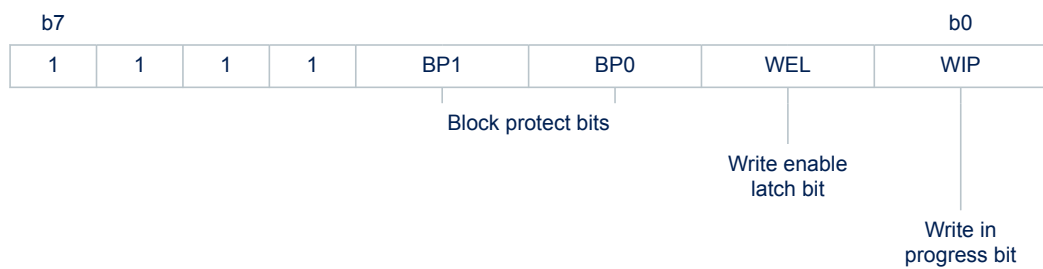 b7 b0
1 1 1 1 BP1 BP0 WEL WIP
Block protect bits
Write enable
latch bit
Write in
progress bit